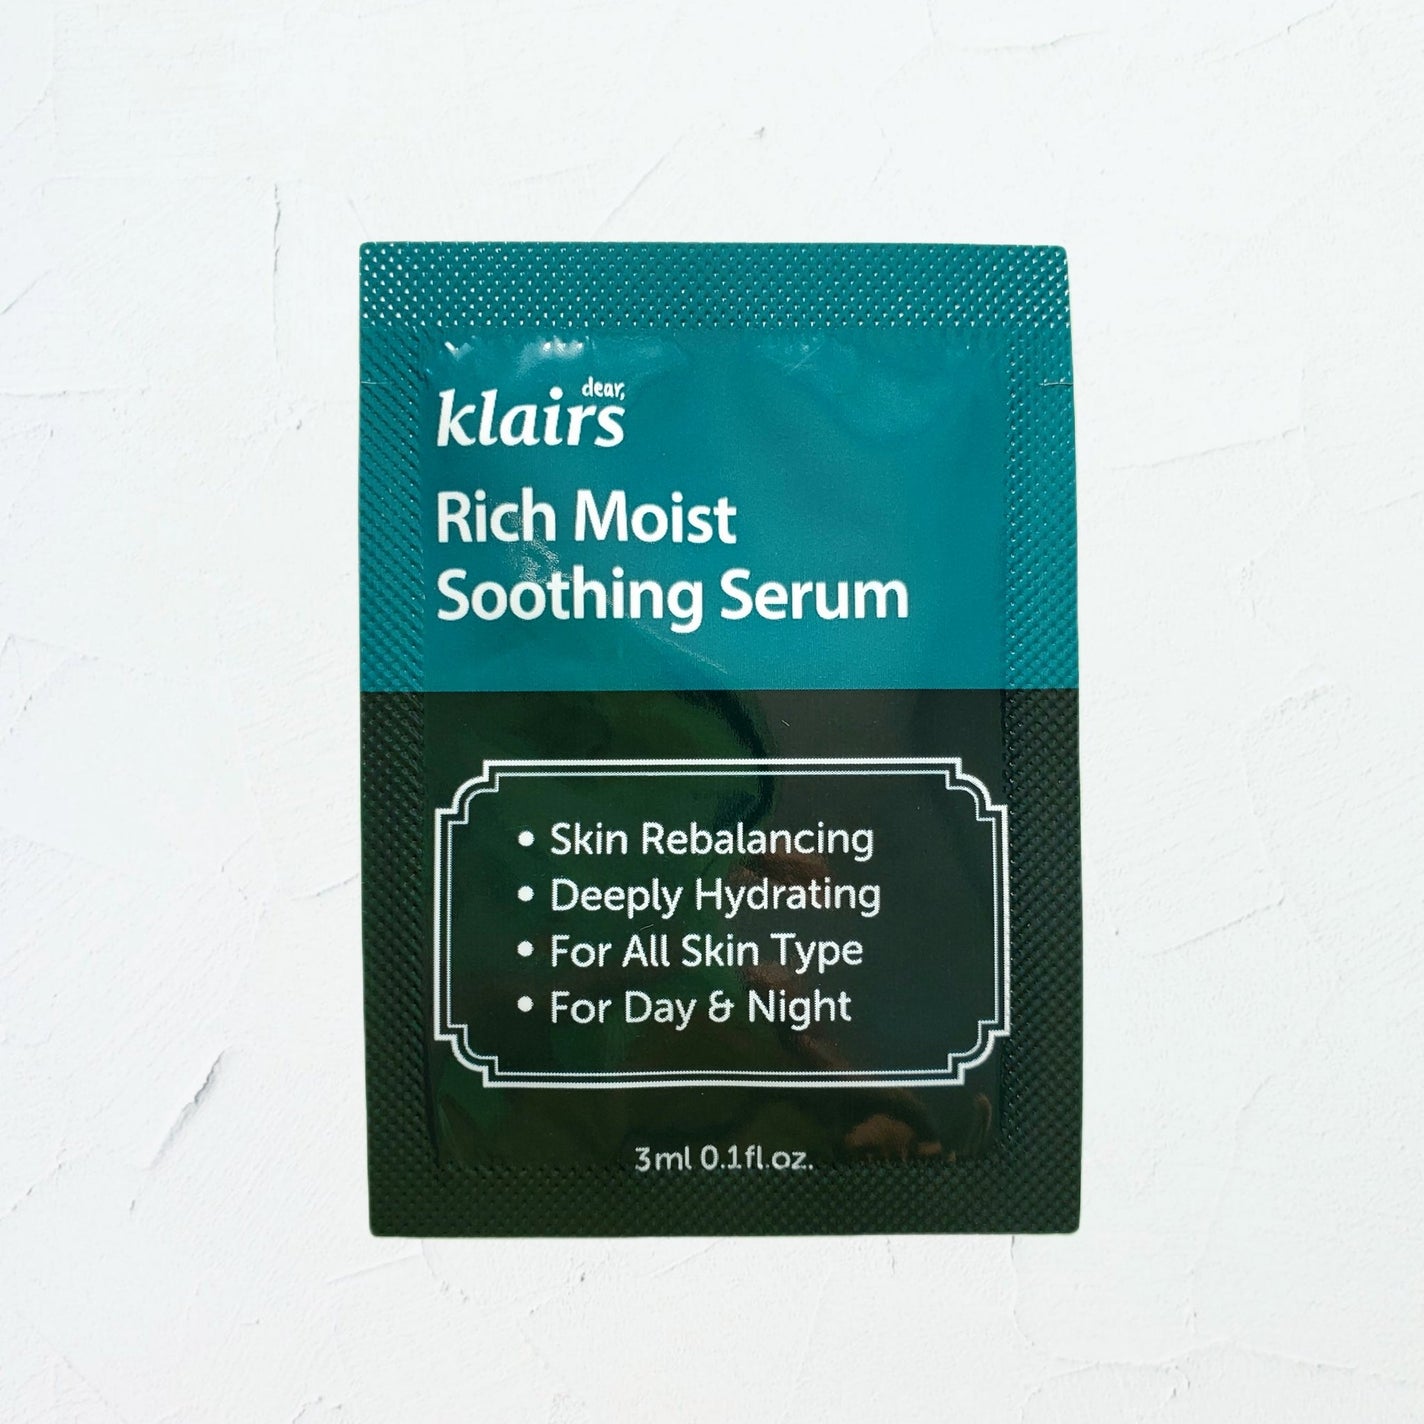 dear,
klairs
Rich Moist
Soothing Serum
• Skin Rebalancing
• Deeply Hydrating
• For All Skin Type
• For Day & Night
3ml 0.1fl.oz.